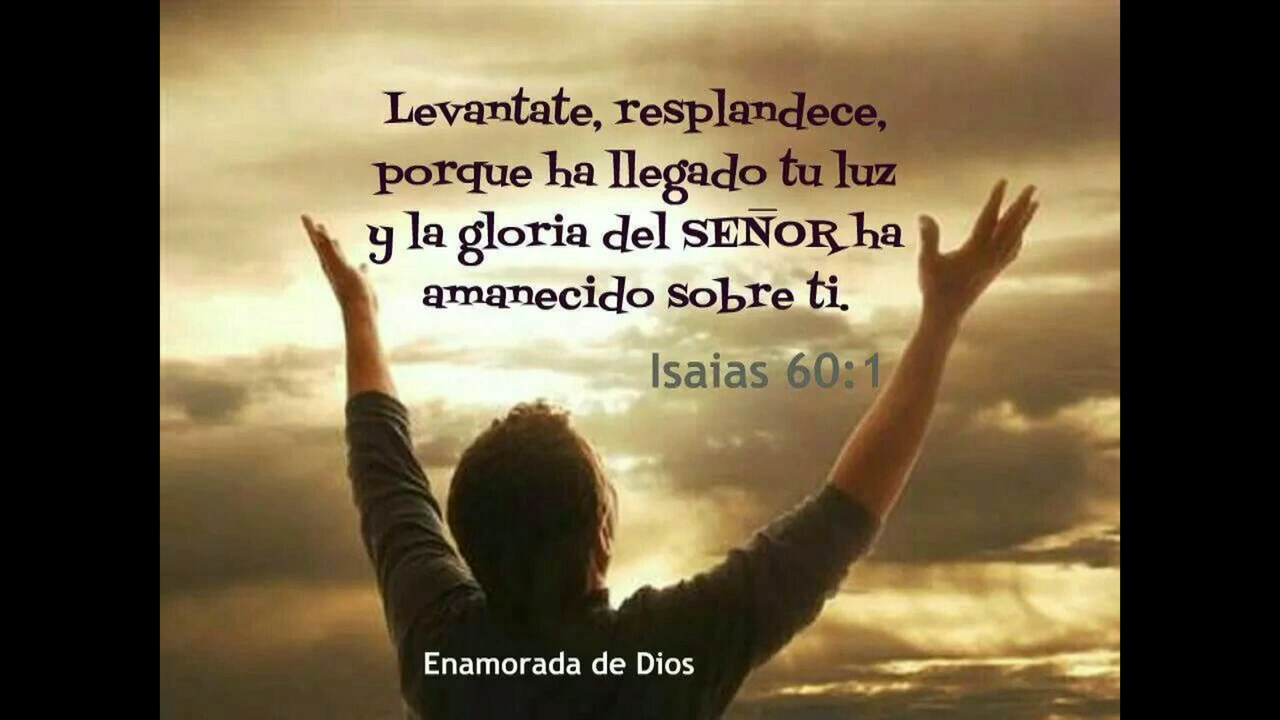 Levantate, resplandece,
porque ha llegado tu luz
y la gloria del SEÑOR ha
amanecido sobre ti.
Isaias 60:1
Enamorada de Dios